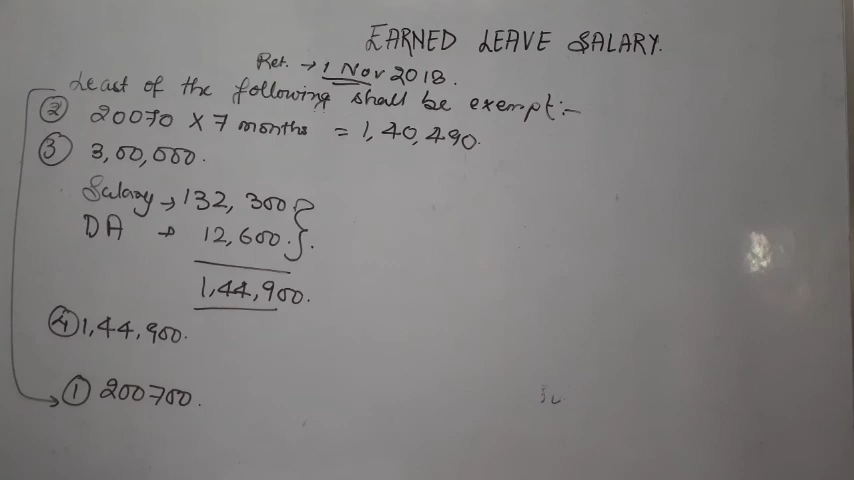 EARNED LEAVE SALARY.
Ret. → 1 Nov 2018.
Least of the following shall be exempt:-
② 20070 X 7 months = 1,40,490.
③ 3,00,000.
Salary → 132,300
DA → 12,600.
1,44,900.
④ 1,44,900.
① 200700.